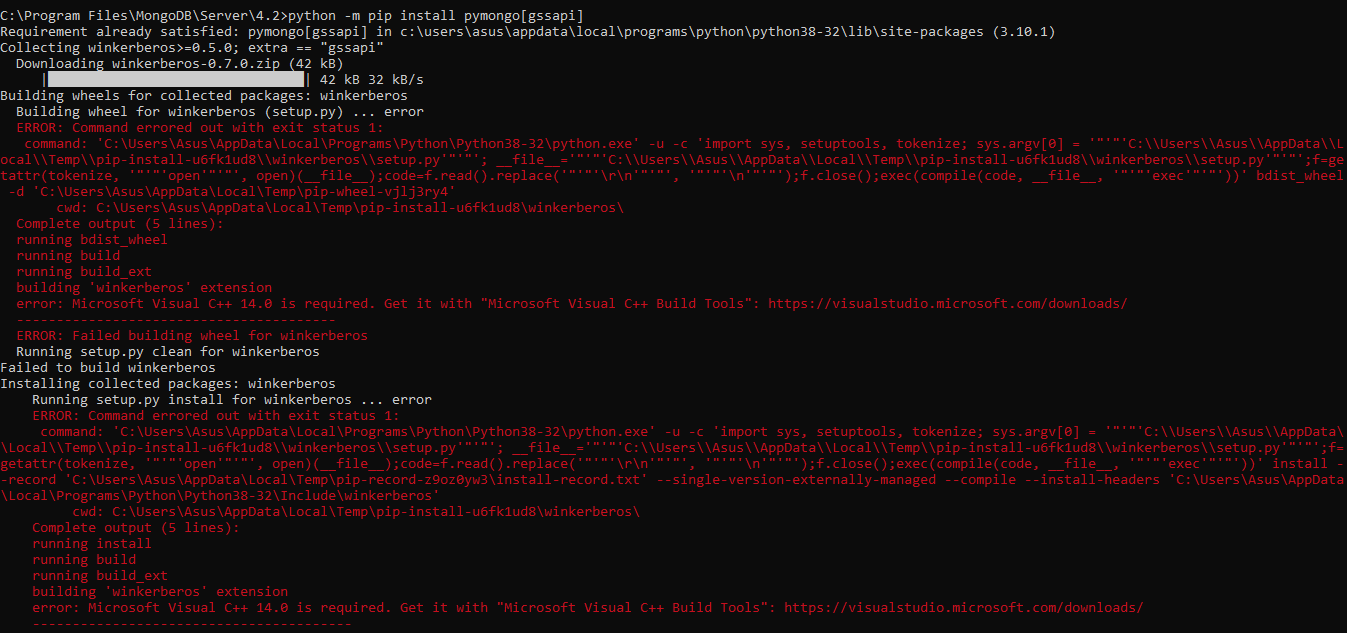 C:\Program Files\MongoDB\Server\4.2>python -m pip install pymongo[gssapi]
Requirement already satisfied: pymongo[gssapi] in c:\users\asus\appdata\local\programs\python\python38-32\lib\site-packages (3.10.1)
Collecting winkerberos>=0.5.0; extra == "gssapi"
  Downloading winkerberos-0.7.0.zip (42 kB)
     |████████████████████████████████| 42 kB 32 kB/s
Building wheels for collected packages: winkerberos
  Building wheel for winkerberos (setup.py) ... error
  ERROR: Command errored out with exit status 1:
   command: 'C:\Users\Asus\AppData\Local\Programs\Python\Python38-32\python.exe' -u -c 'import sys, setuptools, tokenize; sys.argv[0] = '"'"'C:\\Users\\Asus\\AppData\\L
ocal\\Temp\\pip-install-u6fk1ud8\\winkerberos\\setup.py'"'"'; __file__='"'"'C:\\Users\\Asus\\AppData\\Local\\Temp\\pip-install-u6fk1ud8\\winkerberos\\setup.py'"'"';f=ge
tattr(tokenize, '"'"'open'"'"', open)(__file__);code=f.read().replace('"'"'\r\n'"'"', '"'"'\n'"'"');f.close();exec(compile(code, __file__, '"'"'exec'"'"'))' bdist_wheel
 -d 'C:\Users\Asus\AppData\Local\Temp\pip-wheel-vjlj3ry4'
       cwd: C:\Users\Asus\AppData\Local\Temp\pip-install-u6fk1ud8\winkerberos\
  Complete output (5 lines):
  running bdist_wheel
  running build
  running build_ext
  building 'winkerberos' extension
  error: Microsoft Visual C++ 14.0 is required. Get it with "Microsoft Visual C++ Build Tools": https://visualstudio.microsoft.com/downloads/
  ----------------------------------------
  ERROR: Failed building wheel for winkerberos
  Running setup.py clean for winkerberos
Failed to build winkerberos
Installing collected packages: winkerberos
    Running setup.py install for winkerberos ... error
    ERROR: Command errored out with exit status 1:
     command: 'C:\Users\Asus\AppData\Local\Programs\Python\Python38-32\python.exe' -u -c 'import sys, setuptools, tokenize; sys.argv[0] = '"'"'C:\\Users\\Asus\\AppData\
\Local\\Temp\\pip-install-u6fk1ud8\\winkerberos\\setup.py'"'"'; __file__='"'"'C:\\Users\\Asus\\AppData\\Local\\Temp\\pip-install-u6fk1ud8\\winkerberos\\setup.py'"'"';f=
getattr(tokenize, '"'"'open'"'"', open)(__file__);code=f.read().replace('"'"'\r\n'"'"', '"'"'\n'"'"');f.close();exec(compile(code, __file__, '"'"'exec'"'"'))' install -
-record 'C:\Users\Asus\AppData\Local\Temp\pip-record-z9oz0yw3\install-record.txt' --single-version-externally-managed --compile --install-headers 'C:\Users\Asus\AppData
\Local\Programs\Python\Python38-32\Include\winkerberos'
         cwd: C:\Users\Asus\AppData\Local\Temp\pip-install-u6fk1ud8\winkerberos\
    Complete output (5 lines):
    running install
    running build
    running build_ext
    building 'winkerberos' extension
    error: Microsoft Visual C++ 14.0 is required. Get it with "Microsoft Visual C++ Build Tools": https://visualstudio.microsoft.com/downloads/
    ----------------------------------------